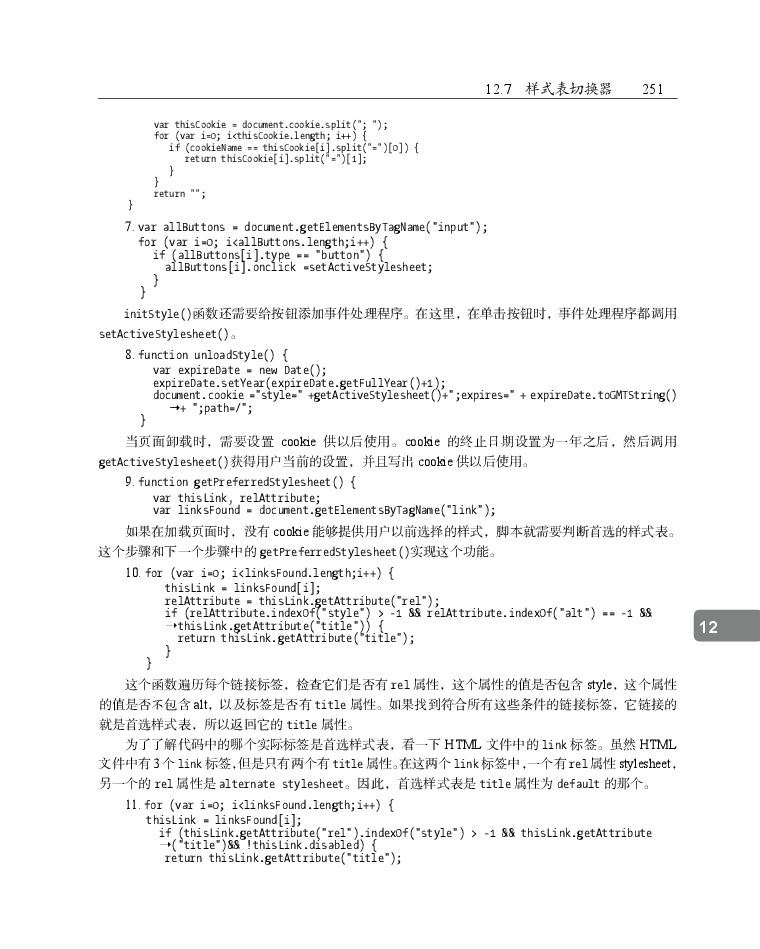 12.7 样式表切换器 251
var thisCookie = document.cookie.split("; ");
for (var i=0; i<thisCookie.length; i++) {
if (cookieName == thisCookie[i].split("=")[0]) {
return thisCookie[i].split("=")[1];
}
}
return "";
}
7. var allButtons = document.getElementsByTagName("input");
for (var i=0; i<allButtons.length;i++) {
if (allButtons[i].type == "button") {
allButtons[i].onclick =setActiveStylesheet;
}
}
initStyle()函数还需要给按钮添加事件处理程序。在这里，在单击按钮时，事件处理程序都调用
setActiveStylesheet()。
8. function unloadStyle() {
var expireDate = new Date();
expireDate.setYear(expireDate.getFullYear()+1);
document.cookie ="style=" +getActiveStylesheet()+";expires=" + expireDate.toGMTString()
➝+ ";path=/";
}
当页面卸载时，需要设置 cookie 供以后使用。cookie 的终止日期设置为一年之后，然后调用
getActiveStylesheet()获得用户当前的设置，并且写出 cookie 供以后使用。
9. function getPreferredStylesheet() {
var thisLink, relAttribute;
var linksFound = document.getElementsByTagName("link");
如果在加载页面时，没有 cookie 能够提供用户以前选择的样式，脚本就需要判断首选的样式表。
这个步骤和下一个步骤中的 getPreferredStylesheet()实现这个功能。
10. for (var i=0; i<linksFound.length;i++) {
thisLink = linksFound[i];
relAttribute = thisLink.getAttribute("rel");
if (relAttribute.indexOf("style") > -1 && relAttribute.indexOf("alt") == -1 &&
➝thisLink.getAttribute("title")) {
return thisLink.getAttribute("title");
}
}
12
这个函数遍历每个链接标签，检查它们是否有 rel 属性，这个属性的值是否包含 style，这个属性
的值是否不包含 alt，以及标签是否有 title 属性。如果找到符合所有这些条件的链接标签，它链接的
就是首选样式表，所以返回它的 title 属性。
为了了解代码中的哪个实际标签是首选样式表，看一下 HTML 文件中的 link 标签。虽然 HTML
文件中有 3 个 link 标签，但是只有两个有 title 属性。在这两个 link 标签中，一个有 rel 属性 stylesheet，
另一个的 rel 属性是 alternate stylesheet。因此，首选样式表是 title 属性为 default 的那个。
11. for (var i=0; i<linksFound.length;i++) {
thisLink = linksFound[i];
if (thisLink.getAttribute("rel").indexOf("style") > -1 && thisLink.getAttribute
➝("title")&& !thisLink.disabled) {
return thisLink.getAttribute("title");